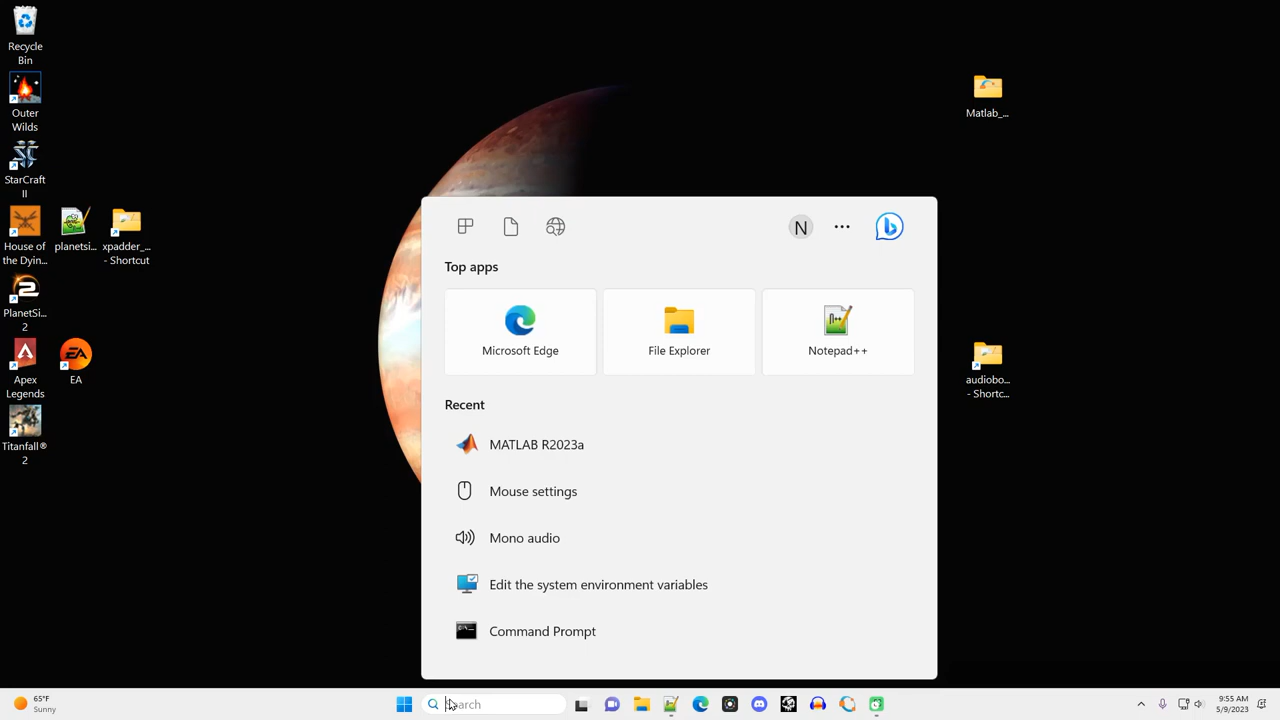 Recycle
Bin
Outer
Wilds
StarCraft
II
House of
the Dyin...
planetsi...
xpadder_...
- Shortcut
PlanetSi...
2
Apex
Legends
EA
Titanfall®
2
Matlab_...
audiobo...
- Shortc...
N
Top apps
Microsoft Edge
File Explorer
Notepad++
Recent
MATLAB R2023a
Mouse settings
Mono audio
Edit the system environment variables
Command Prompt
65°F
Sunny
Search
9:55 AM
5/9/2023